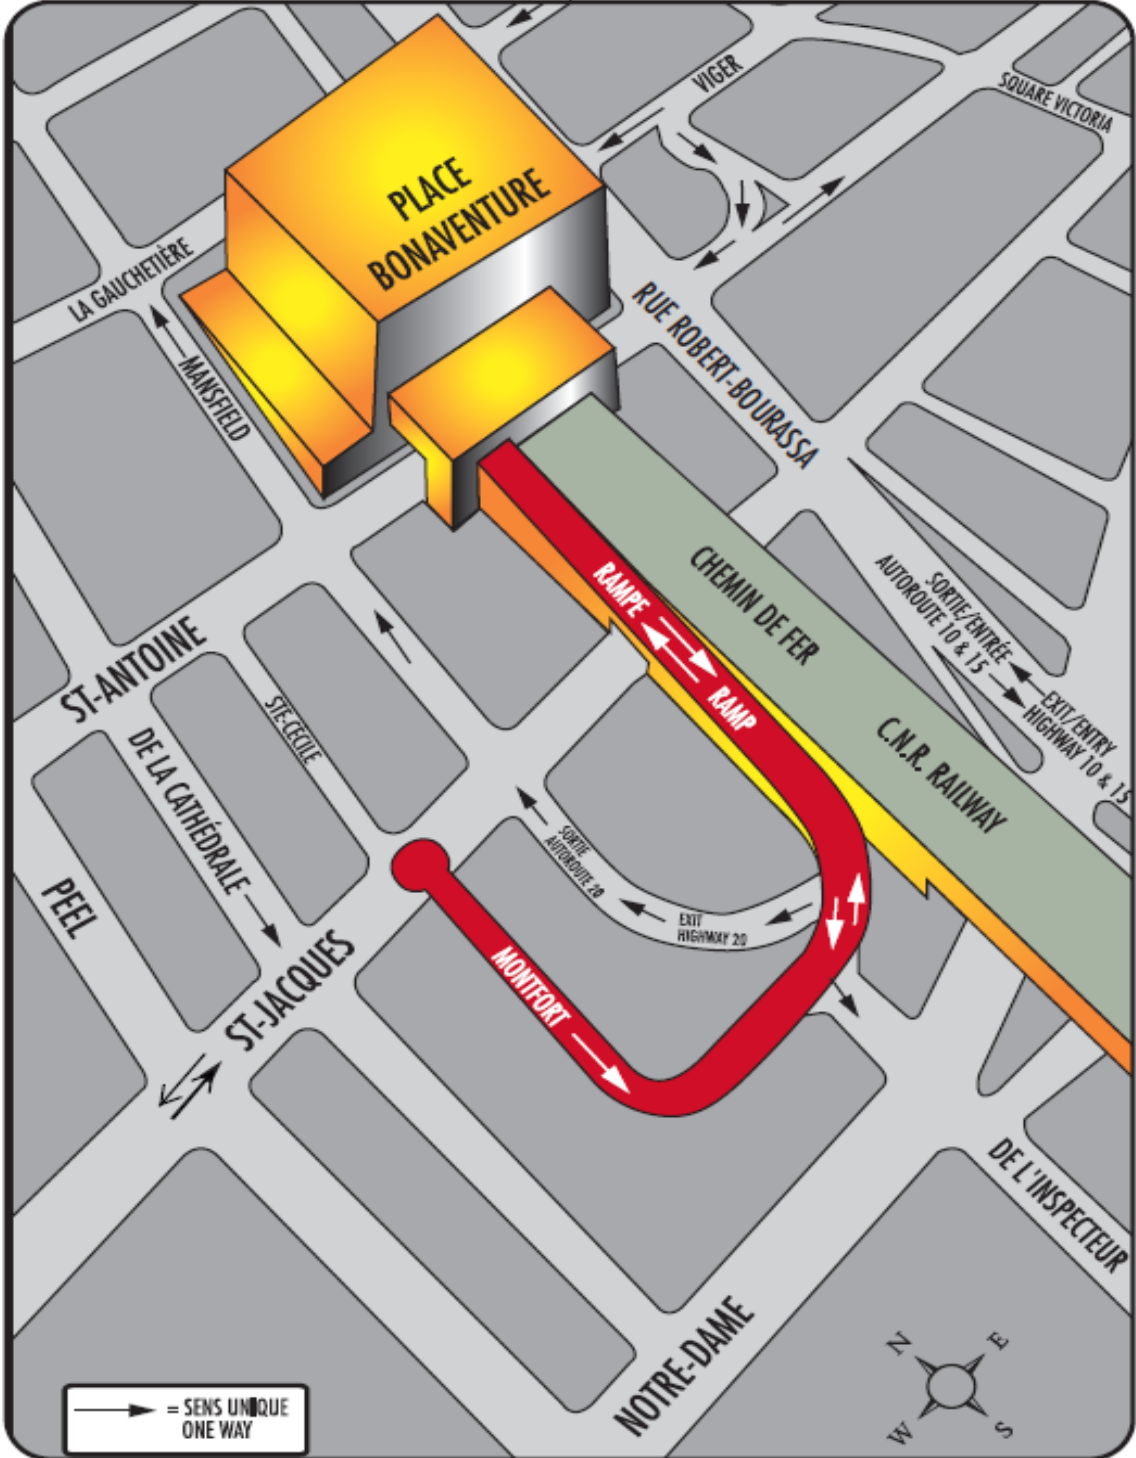 VIGER
SQUARE VICTORIA
PLACE
BONAVENTURE
LA GAUCHETIÈRE
MANSFIELD
RUE ROBERT-BOURASSA
CHEMIN DE FER
C.N.R. RAILWAY
SORTIE/ENTRÉE
AUTOROUTE 10 & 15
EXIT/ENTRY
HIGHWAY 10 & 15
RAMPE
RAMP
ST-ANTOINE
STE-CÉCILE
DE LA CATHÉDRALE
PEEL
SORTIE
AUTOROUTE 20
EXIT
HIGHWAY 20
ST-JACQUES
MONTFORT
DE L'INSPECTEUR
NOTRE-DAME
N
E
W
S
= SENS UNIQUE
ONE WAY